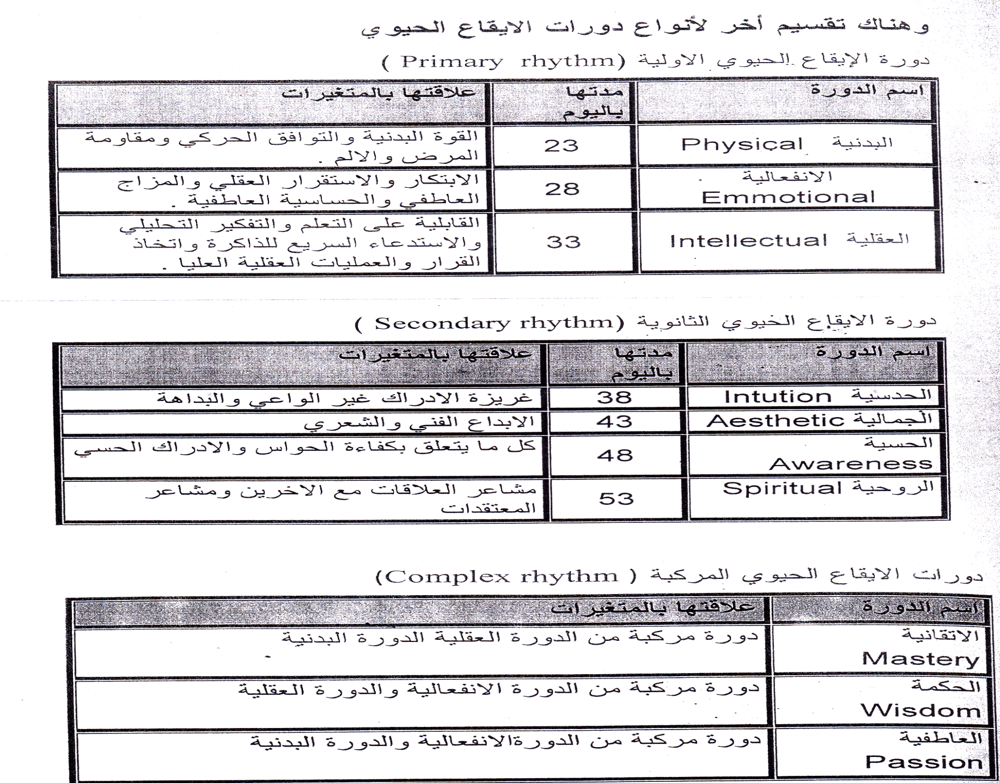 وهناك تقسيم أخر لأنواع دورات الايقاع الحيوي
دورة الإيقاع الحيوي الاولية (Primary rhythm )
اسم الدورة	مدتها باليوم	علاقتها بالمتغيرات
البدنية Physical	23	القوة البدنية والتوافق الحركي ومقاومة
المرض والالم .
الانفعالية
Emmotional	28	الابتكار والاستقرار العقلي والمزاج
العاطفي والحساسية العاطفية .
العقلية Intellectual	33	القابلية على التعلم والتفكير التحليلي
والاستدعاء السريع للذاكرة واتخاذ
القرار والعمليات العقلية العليا .
دورة الايقاع الخيوي الثانوية (Secondary rhythm )
اسم الدورة	مدتها باليوم	علاقتها بالمتغيرات
الحدسية Intution	38	غريزة الادراك غير الواعي والبداهة
الجمالية Aesthetic	43	الابداع الفني والشعري
الحسية
Awareness	48	كل ما يتعلق بكفاءة الحواس والادراك الحسي
الروحية Spiritual	53	مشاعر العلاقات مع الاخرين ومشاعر
المعتقدات
دورات الايقاع الحيوي المركبة ( Complex rhythm)
اسم الدورة	علاقتها بالمتغيرات
الاتقانية
Mastery	دورة مركبة من الدورة العقلية الدورة البدنية
.
الحكمة
Wisdom	دورة مركبة من الدورة الانفعالية والدورة العقلية
العاطفية
Passion	دورة مركبة من الدورةالانفعالية والدورة البدنية